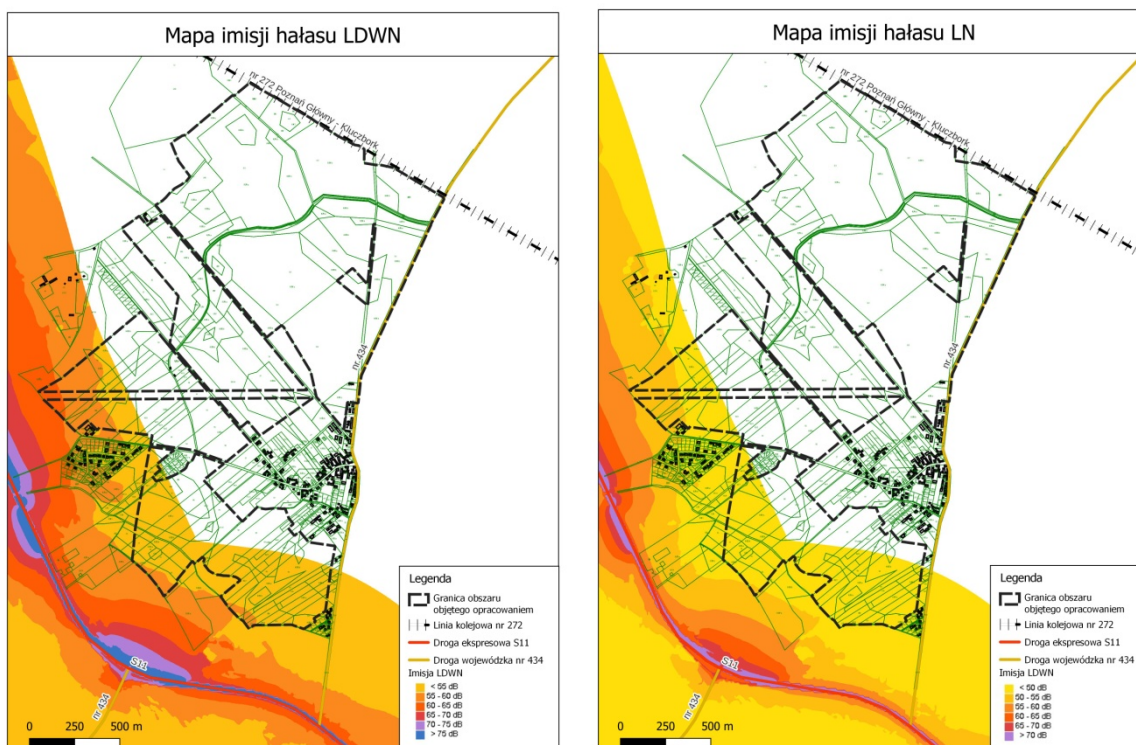 Mapa imisji hałasu LDWN
nr 272 Poznań Główny - Kluczbork
nr 434
S11
nr 434
Legenda
Granica obszaru
objętego opracowaniem
Linia kolejowa nr 272
Droga ekspresowa S11
Droga wojewódzka nr 434
Imisja LDWN
< 55 dB
55 - 60 dB
60 - 65 dB
65 - 70 dB
70 - 75 dB
> 75 dB
0 250 500 m
Mapa imisji hałasu LN
nr 272 Poznań Główny - Kluczbork
nr 434
S11
nr 434
Legenda
Granica obszaru
objętego opracowaniem
Linia kolejowa nr 272
Droga ekspresowa S11
Droga wojewódzka nr 434
Imisja LDWN
< 50 dB
50 - 55 dB
55 - 60 dB
60 - 65 dB
65 - 70 dB
> 70 dB
0 250 500 m